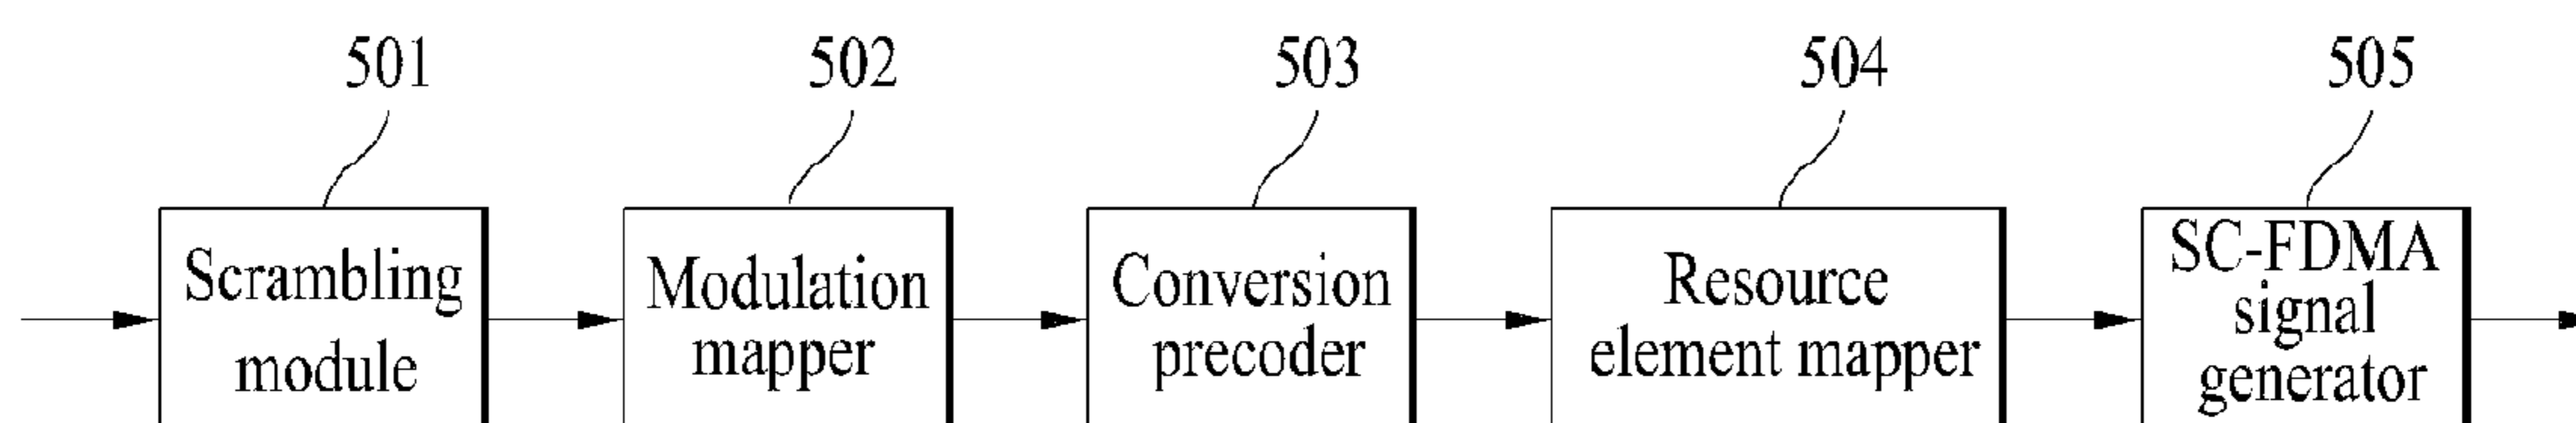 501
502
503
504
505
Scrambling
module
Modulation
mapper
Conversion
precoder
Resource
element mapper
SC-FDMA
signal
generator